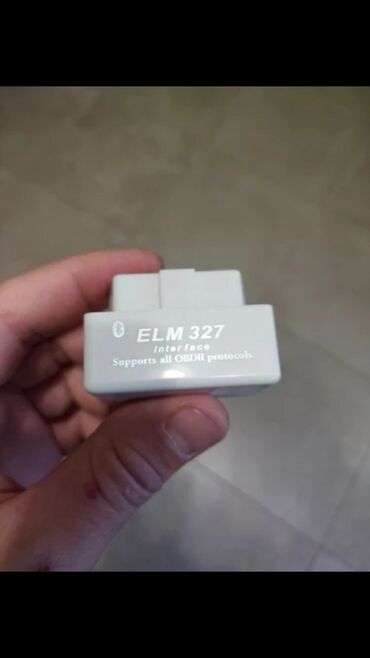 ELM 327
Interface
Supports all OBDII protocols